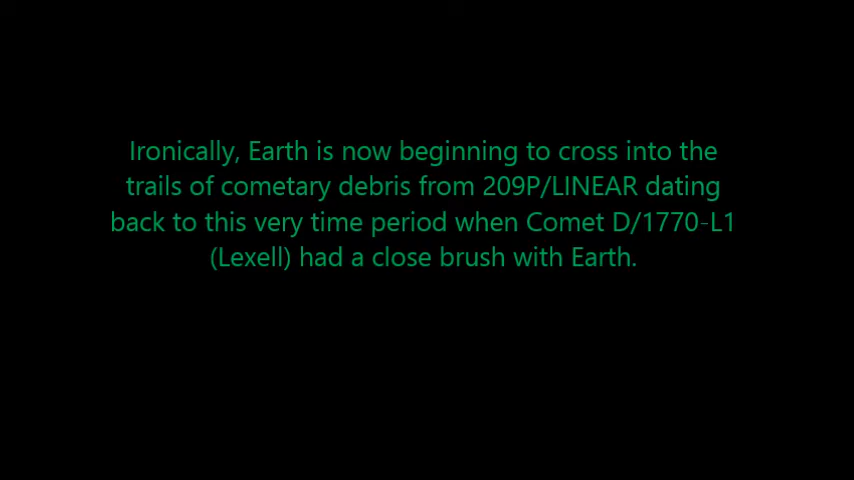 Ironically, Earth is now beginning to cross into the
trails of cometary debris from 209P/LINEAR dating
back to this very time period when Comet D/1770-L1
(Lexell) had a close brush with Earth.